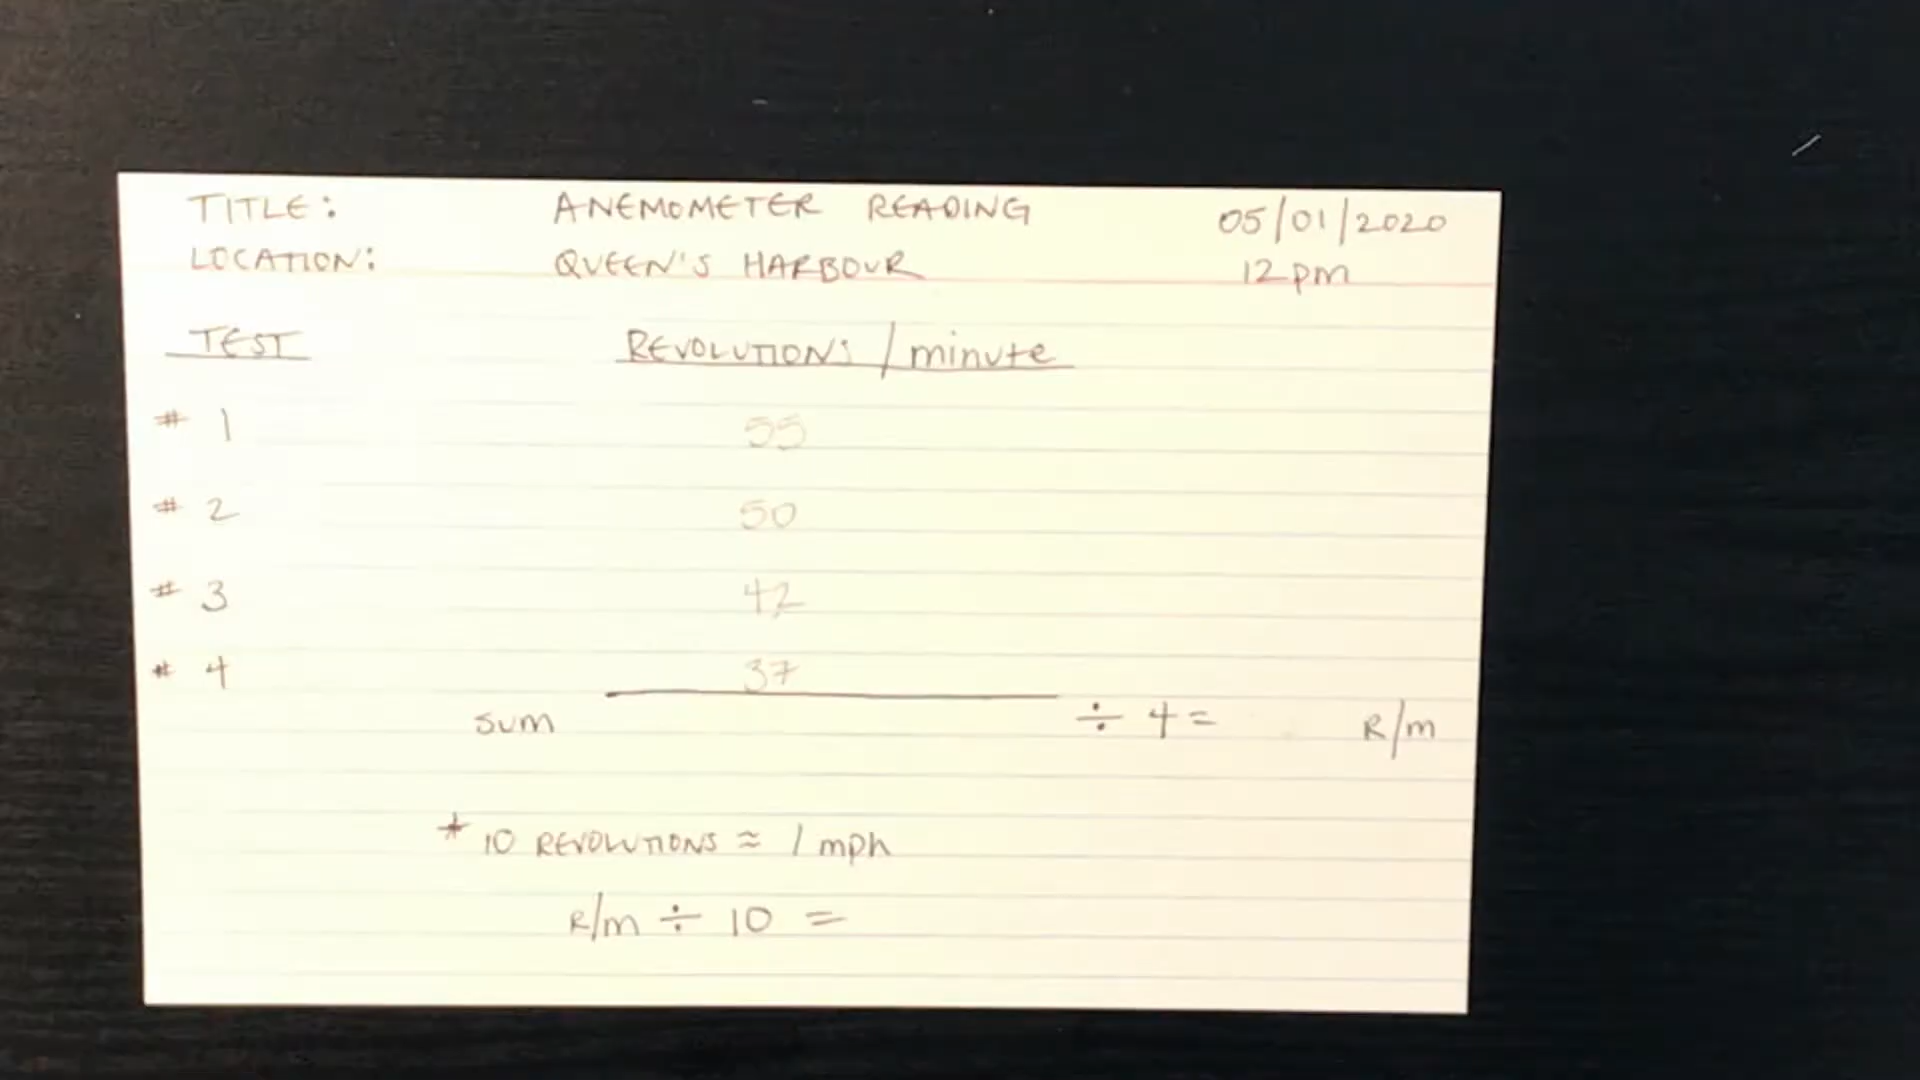 TITLE: ANEMOMETER READING 05/01/2020
LOCATION: QUEEN'S HARBOUR 12pm
TEST REVOLUTIONS / minute
# 1 55
# 2 50
# 3 42
# 4 37
sum ÷ 4 = R/m
* 10 REVOLUTIONS ≈ 1 mph
R/m ÷ 10 =